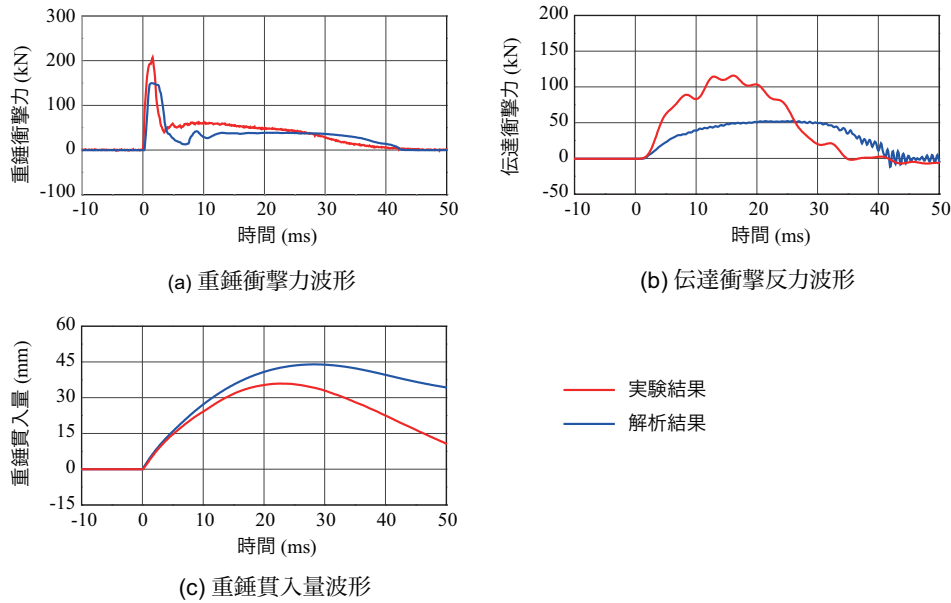 300
200
100
0
-100
重錘衝撃力 (kN)
-10 0 10 20 30 40 50
時間 (ms)
(a) 重錘衝撃力波形
200
150
100
50
0
-50
伝達衝撃力 (kN)
-10 0 10 20 30 40 50
時間 (ms)
(b) 伝達衝撃反力波形
60
45
30
15
0
-15
重錘貫入量 (mm)
-10 0 10 20 30 40 50
時間 (ms)
(c) 重錘貫入量波形
実験結果
解析結果